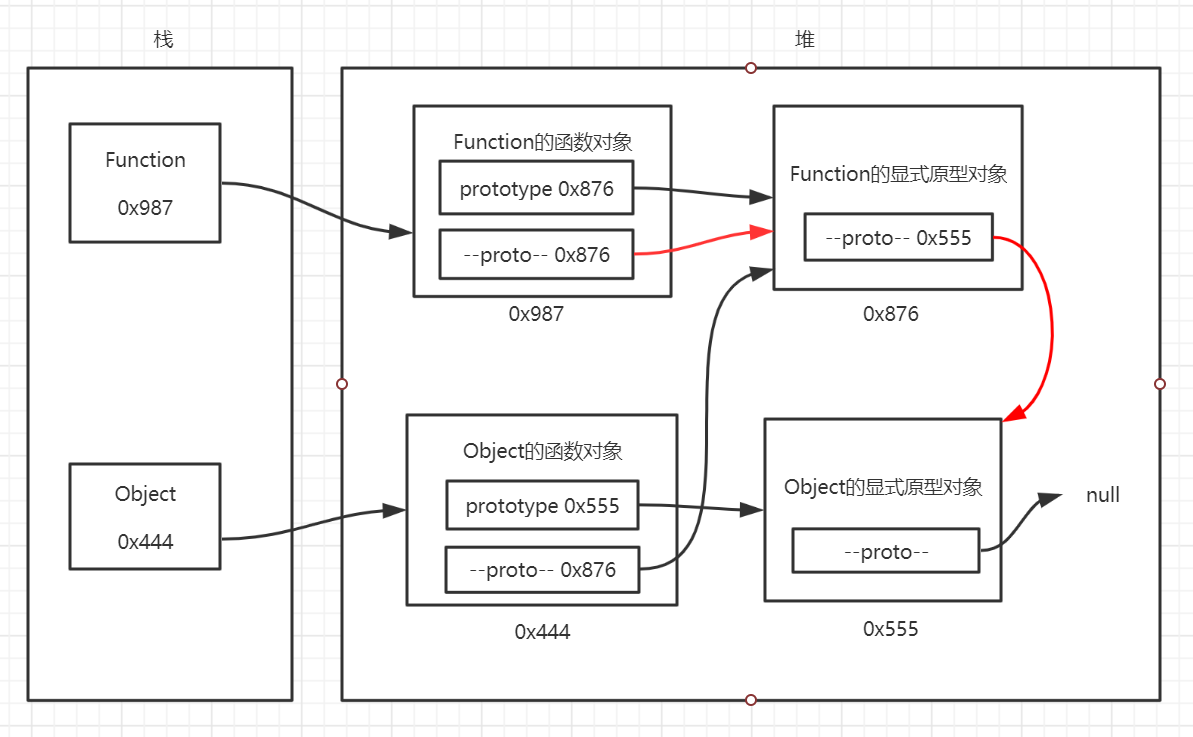 栈
堆
Function
0x987
Function的函数对象
prototype 0x876
--proto-- 0x876
0x987
Function的显式原型对象
--proto-- 0x555
0x876
Object
0x444
Object的函数对象
prototype 0x555
--proto-- 0x876
0x444
Object的显式原型对象
--proto--
0x555
null